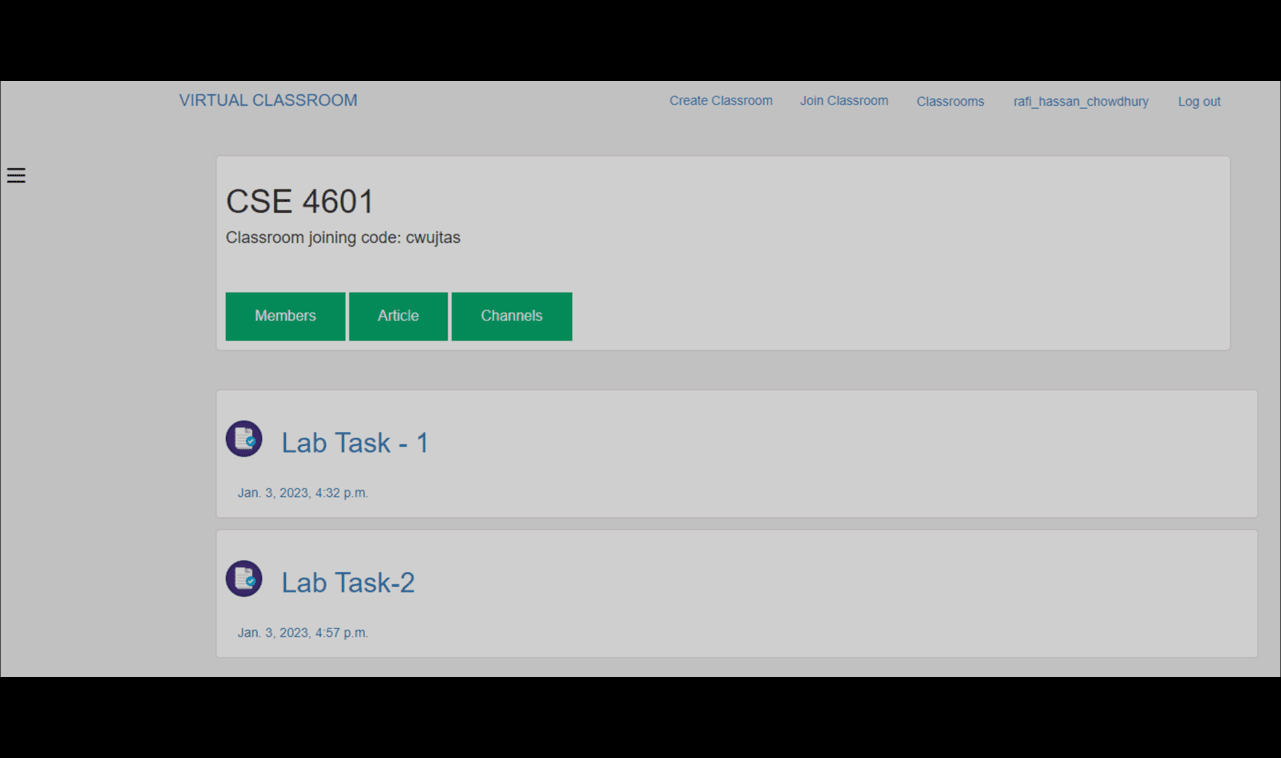 VIRTUAL CLASSROOM Create Classroom Join Classroom Classrooms rafi_hassan_chowdhury Log out
CSE 4601
Classroom joining code: cwujtas
Members Article Channels
Lab Task - 1
Jan. 3, 2023, 4:32 p.m.
Lab Task-2
Jan. 3, 2023, 4:57 p.m.